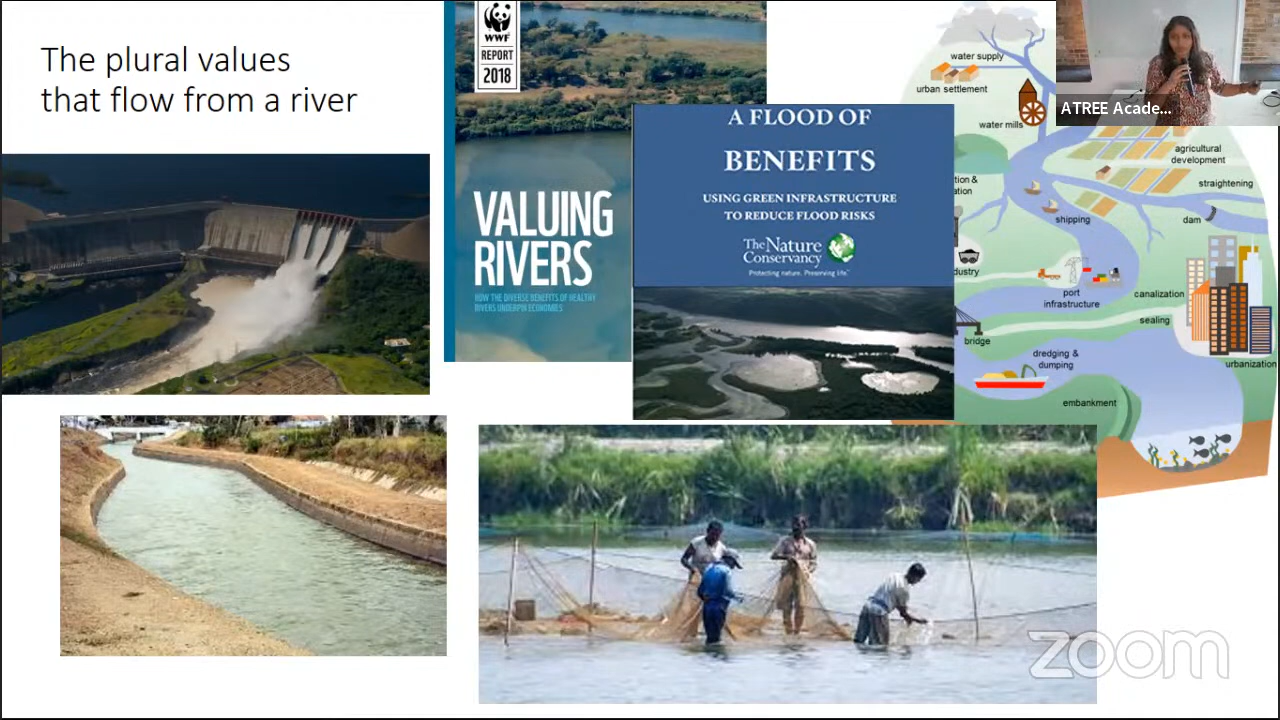 The plural values
that flow from a river
WWF
REPORT
2018
VALUING
RIVERS
HOW THE DIVERSE BENEFITS OF HEALTHY
RIVERS UNDERPIN ECONOMIES
A FLOOD OF
BENEFITS
USING GREEN INFRASTRUCTURE
TO REDUCE FLOOD RISKS
The Nature
Conservancy
Protecting nature. Preserving life.
water supply
urban settlement
water mills
agricultural
development
straightening
shipping
dam
port
infrastructure
canalization
sealing
bridge
dredging &
dumping
urbanization
embankment
ATREE Acade...
zoom